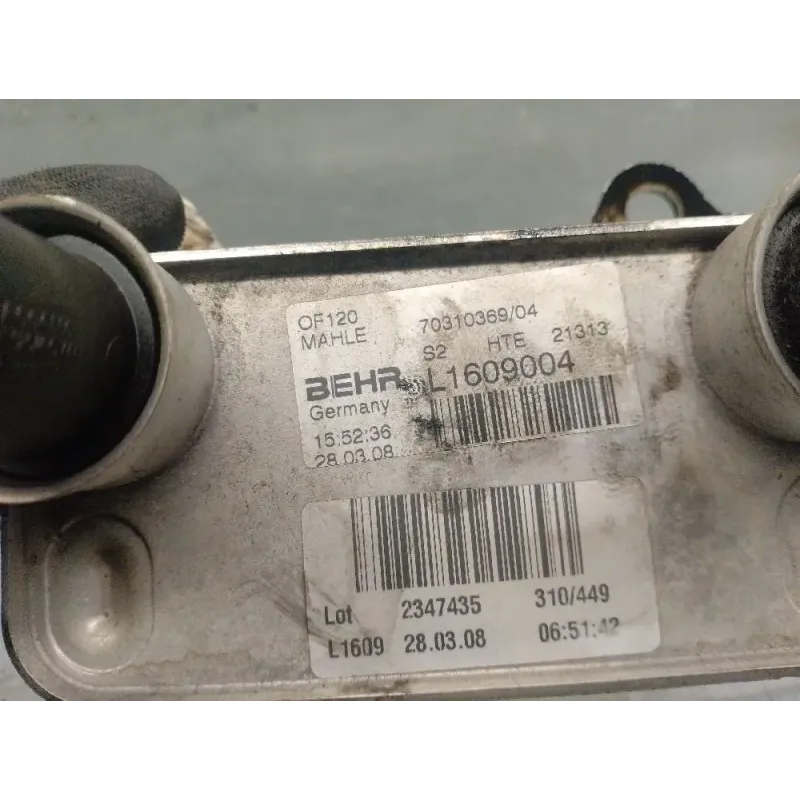 OF120 70310369/04
MAHLE S2 HTE 21313
BEHR L1609004
Germany
15:52:36
28.03.08
Lot 2347435 310/449
L1609 28.03.08 06:51:42